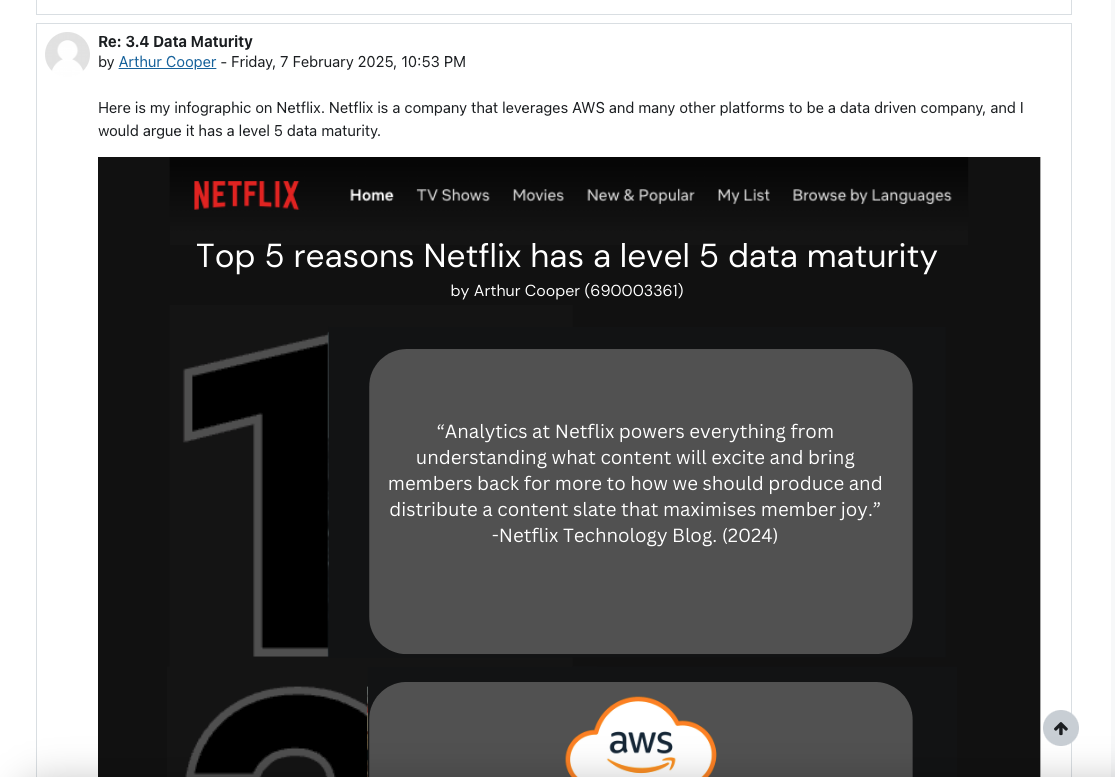 Re: 3.4 Data Maturity
by Arthur Cooper - Friday, 7 February 2025, 10:53 PM
Here is my infographic on Netflix. Netflix is a company that leverages AWS and many other platforms to be a data driven company, and I
would argue it has a level 5 data maturity.
NETFLIX Home TV Shows Movies New & Popular My List Browse by Languages
Top 5 reasons Netflix has a level 5 data maturity
by Arthur Cooper (690003361)
1
“Analytics at Netflix powers everything from
understanding what content will excite and bring
members back for more to how we should produce and
distribute a content slate that maximises member joy.”
-Netflix Technology Blog. (2024)
aws